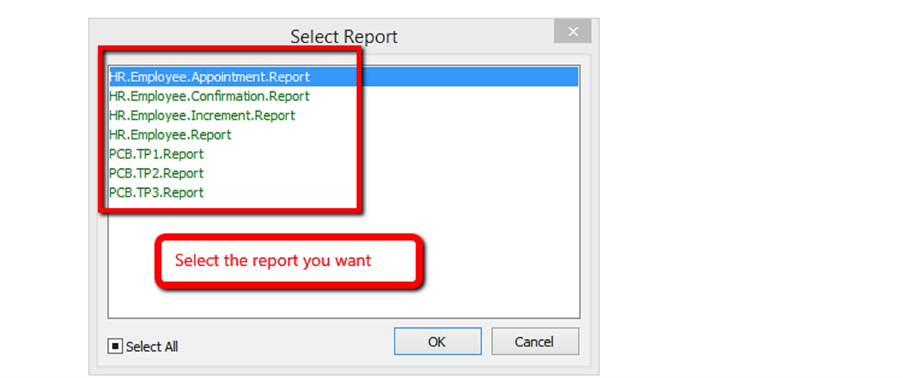 Select Report
HR.Employee.Appointment.Report
HR.Employee.Confirmation.Report
HR.Employee.Increment.Report
HR.Employee.Report
PCB.TP1.Report
PCB.TP2.Report
PCB.TP3.Report
Select the report you want
Select All
OK
Cancel